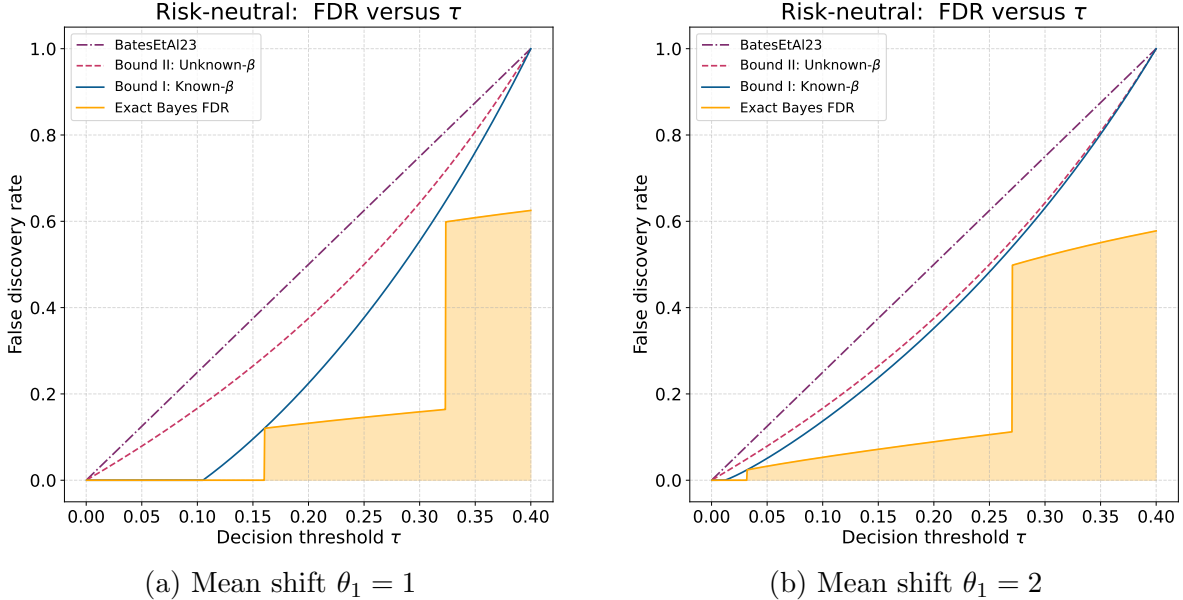 Risk-neutral: FDR versus τ
BatesEtAl23
Bound II: Unknown-β
Bound I: Known-β
Exact Bayes FDR
False discovery rate
1.0
0.8
0.6
0.4
0.2
0.0
0.00 0.05 0.10 0.15 0.20 0.25 0.30 0.35 0.40
Decision threshold τ
(a) Mean shift θ₁ = 1
Risk-neutral: FDR versus τ
BatesEtAl23
Bound II: Unknown-β
Bound I: Known-β
Exact Bayes FDR
False discovery rate
1.0
0.8
0.6
0.4
0.2
0.0
0.00 0.05 0.10 0.15 0.20 0.25 0.30 0.35 0.40
Decision threshold τ
(b) Mean shift θ₁ = 2